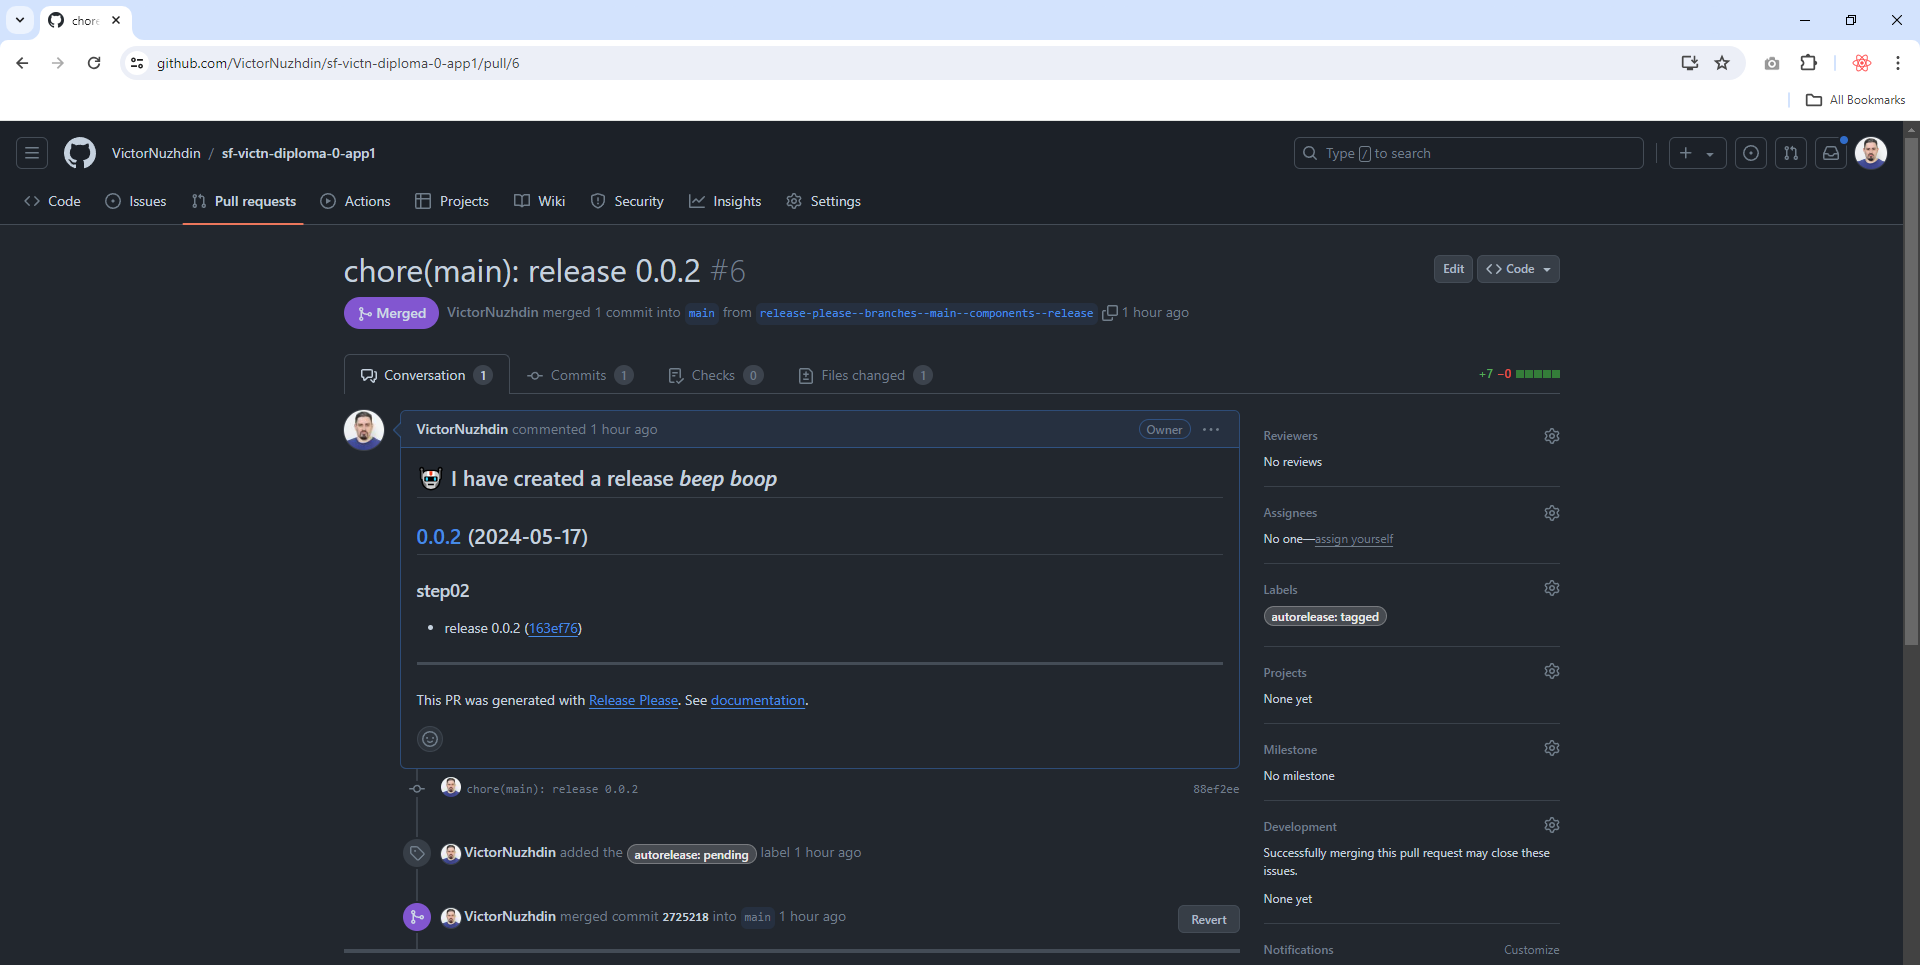 chore
github.com/VictorNuzhdin/sf-victn-diploma-0-app1/pull/6
All Bookmarks
VictorNuzhdin / sf-victn-diploma-0-app1
Type / to search
Code
Issues
Pull requests
Actions
Projects
Wiki
Security
Insights
Settings
chore(main): release 0.0.2 #6
Edit
<> Code
Merged
VictorNuzhdin merged 1 commit into main from release-please--branches--main--components--release 1 hour ago
Conversation 1
Commits 1
Checks 0
Files changed 1
+7 −0
VictorNuzhdin commented 1 hour ago
Owner
I have created a release beep boop
0.0.2 (2024-05-17)
step02
• release 0.0.2 (163ef76)
This PR was generated with Release Please. See documentation.
chore(main): release 0.0.2
88ef2ee
VictorNuzhdin added the autorelease: pending label 1 hour ago
VictorNuzhdin merged commit 2725218 into main 1 hour ago
Revert
Reviewers
No reviews
Assignees
No one—assign yourself
Labels
autorelease: tagged
Projects
None yet
Milestone
No milestone
Development
Successfully merging this pull request may close these
issues.
None yet
Notifications
Customize